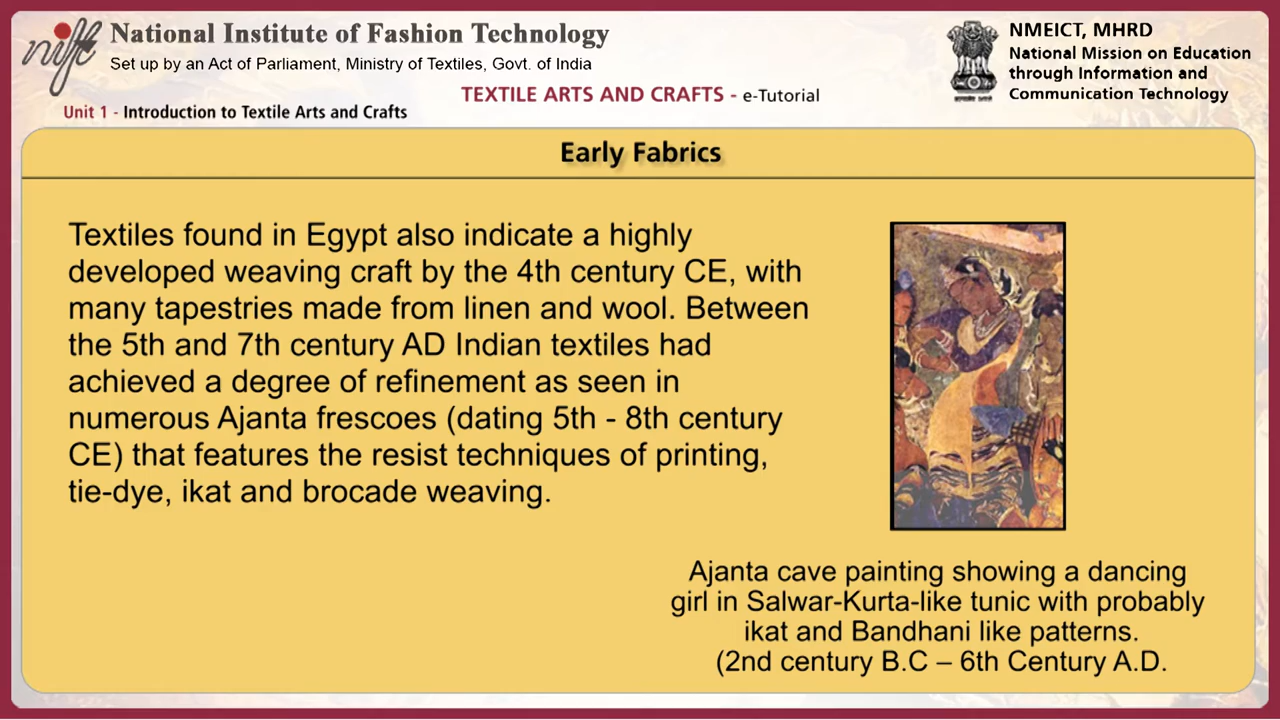 nift
National Institute of Fashion Technology
Set up by an Act of Parliament, Ministry of Textiles, Govt. of India
NMEICT, MHRD
National Mission on Education
through Information and
Communication Technology
TEXTILE ARTS AND CRAFTS - e-Tutorial
Unit 1 - Introduction to Textile Arts and Crafts
Early Fabrics
Textiles found in Egypt also indicate a highly
developed weaving craft by the 4th century CE, with
many tapestries made from linen and wool. Between
the 5th and 7th century AD Indian textiles had
achieved a degree of refinement as seen in
numerous Ajanta frescoes (dating 5th - 8th century
CE) that features the resist techniques of printing,
tie-dye, ikat and brocade weaving.
Ajanta cave painting showing a dancing
girl in Salwar-Kurta-like tunic with probably
ikat and Bandhani like patterns.
(2nd century B.C – 6th Century A.D.